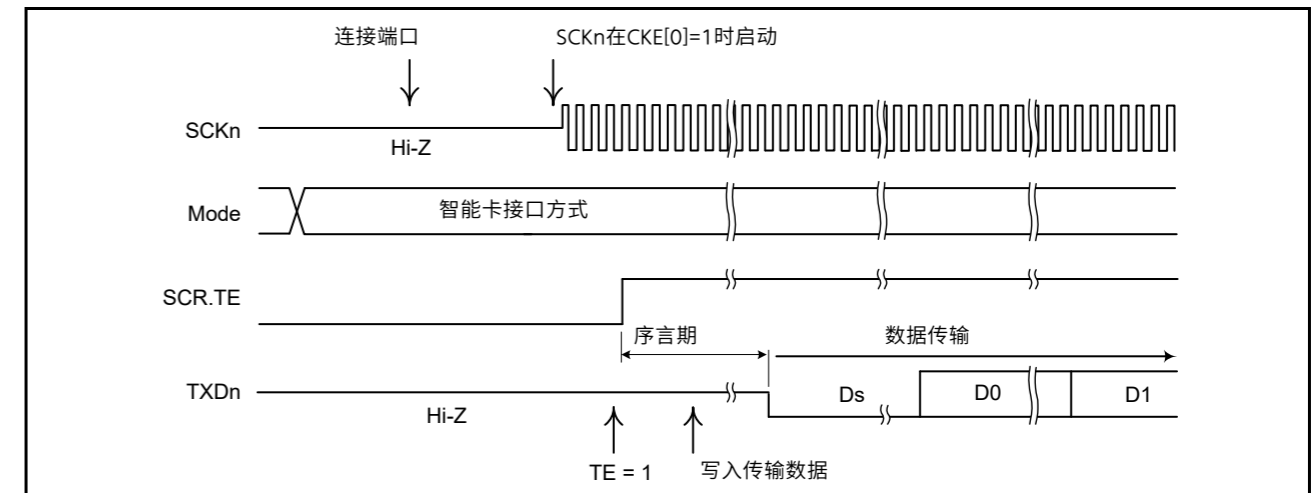 连接端口 SCKn在CKE[0]=1时启动
SCKn
Hi-Z
Mode 智能卡接口方式
SCR.TE
序言期 数据传输
TXDn Ds D0 D1
Hi-Z
TE = 1 写入传输数据